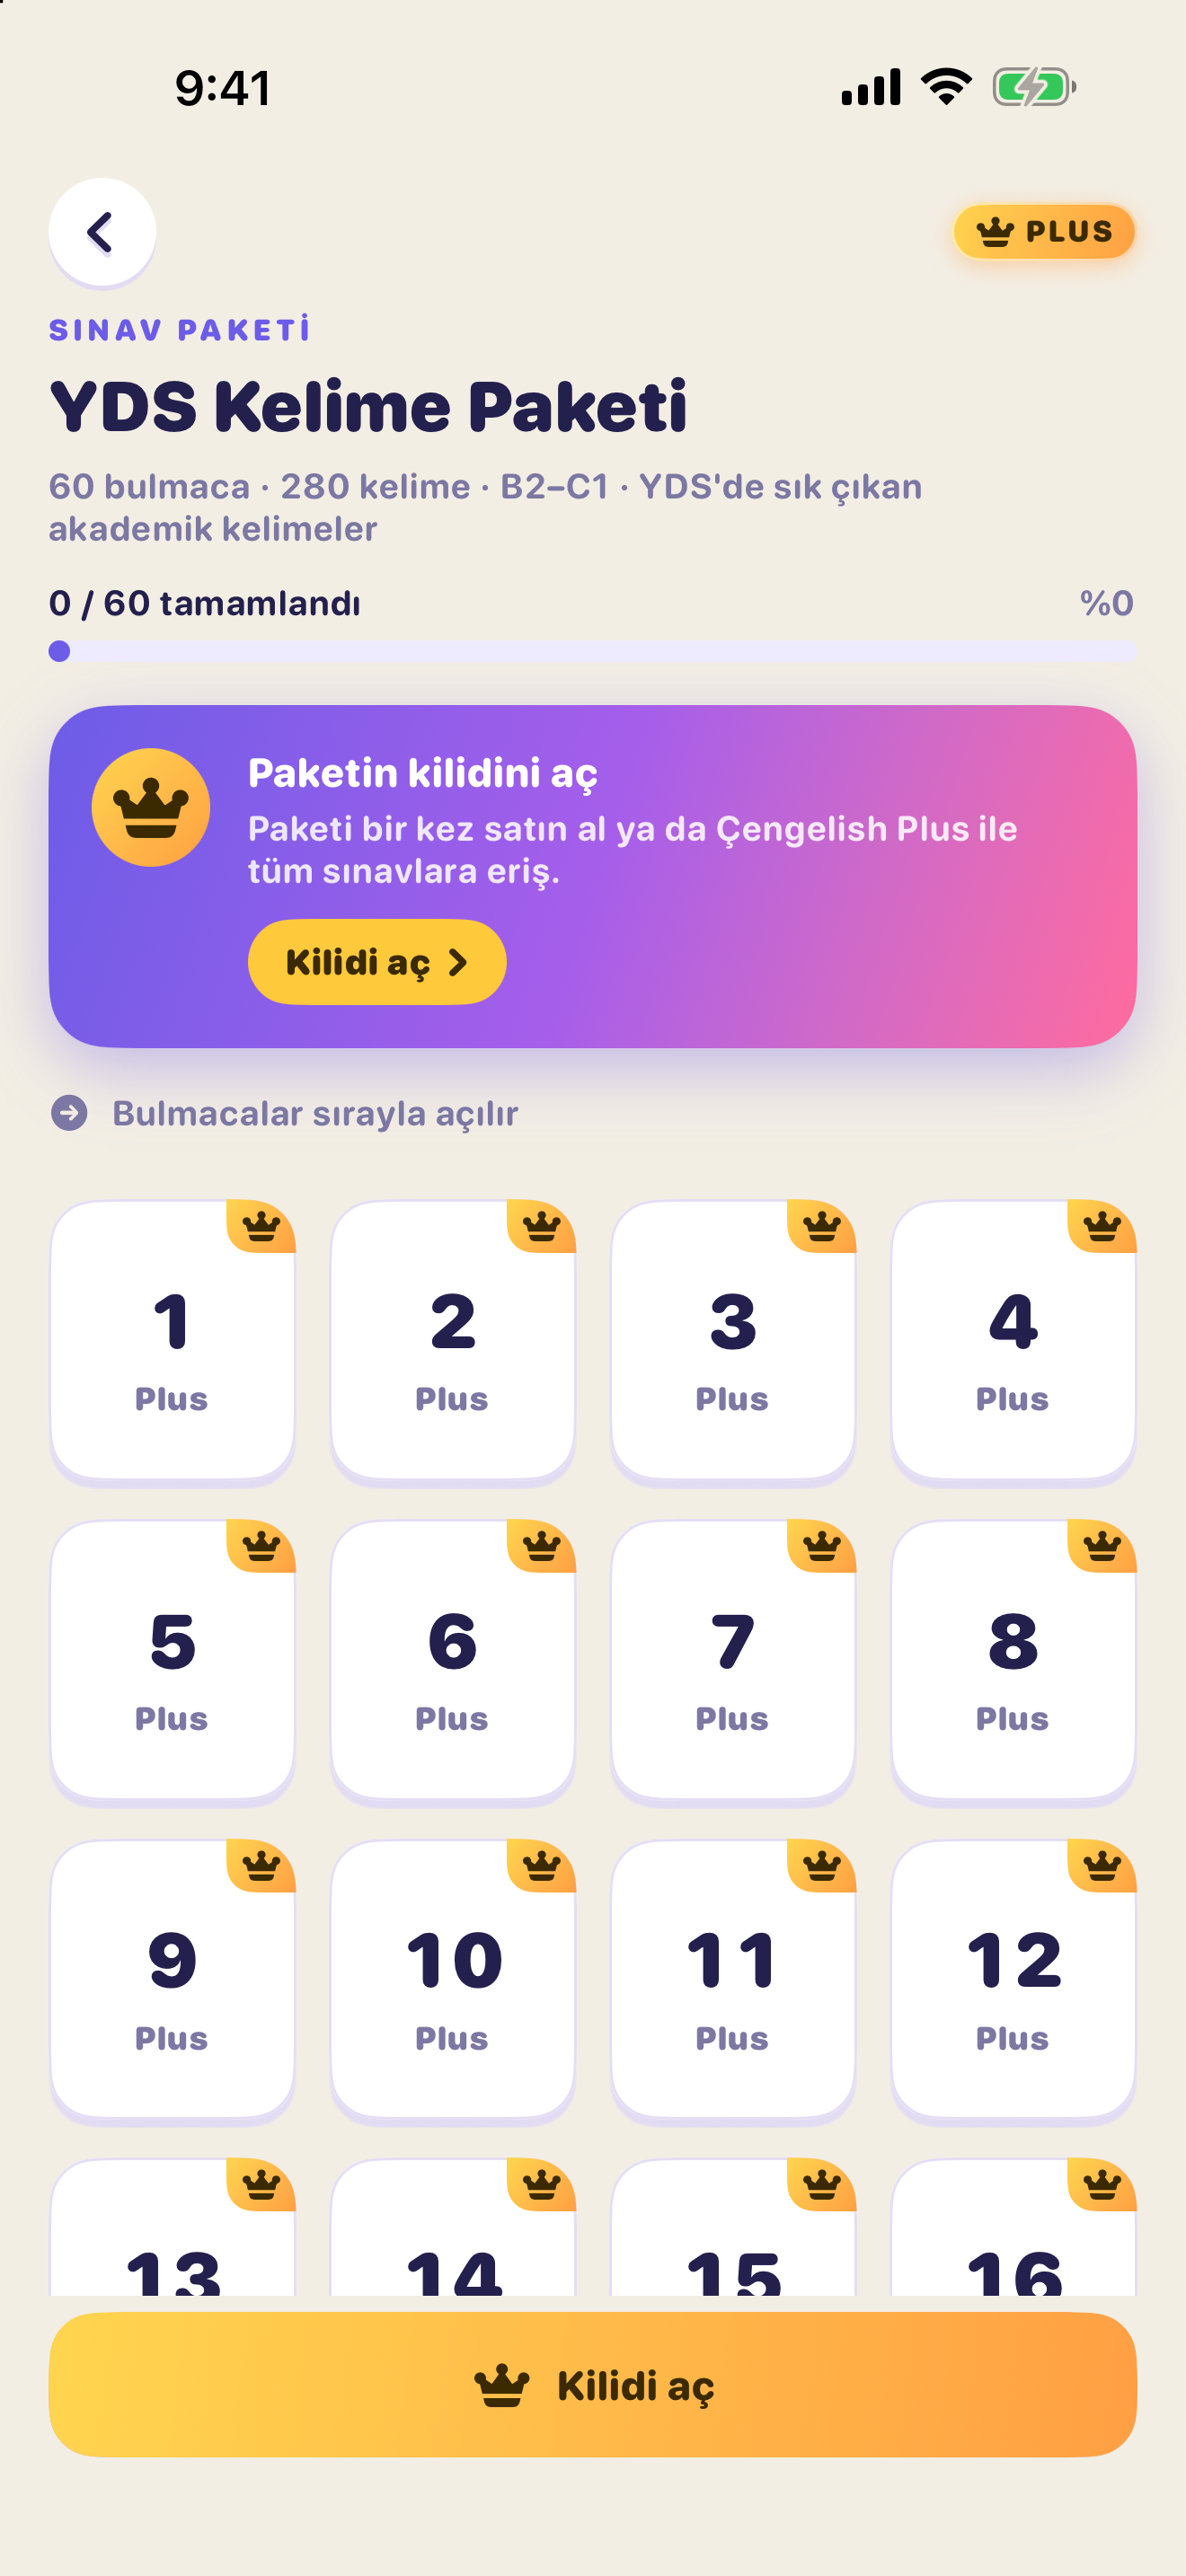 9:41
PLUS
SINAV PAKETİ
YDS Kelime Paketi
60 bulmaca · 280 kelime · B2–C1 · YDS'de sık çıkan
akademik kelimeler
0 / 60 tamamlandı %0
Paketin kilidini aç
Paketi bir kez satın al ya da Çengelish Plus ile
tüm sınavlara eriş.
Kilidi aç
Bulmacalar sırayla açılır
1 2 3 4
Plus Plus Plus Plus
5 6 7 8
Plus Plus Plus Plus
9 10 11 12
Plus Plus Plus Plus
13 14 15 16
Kilidi aç